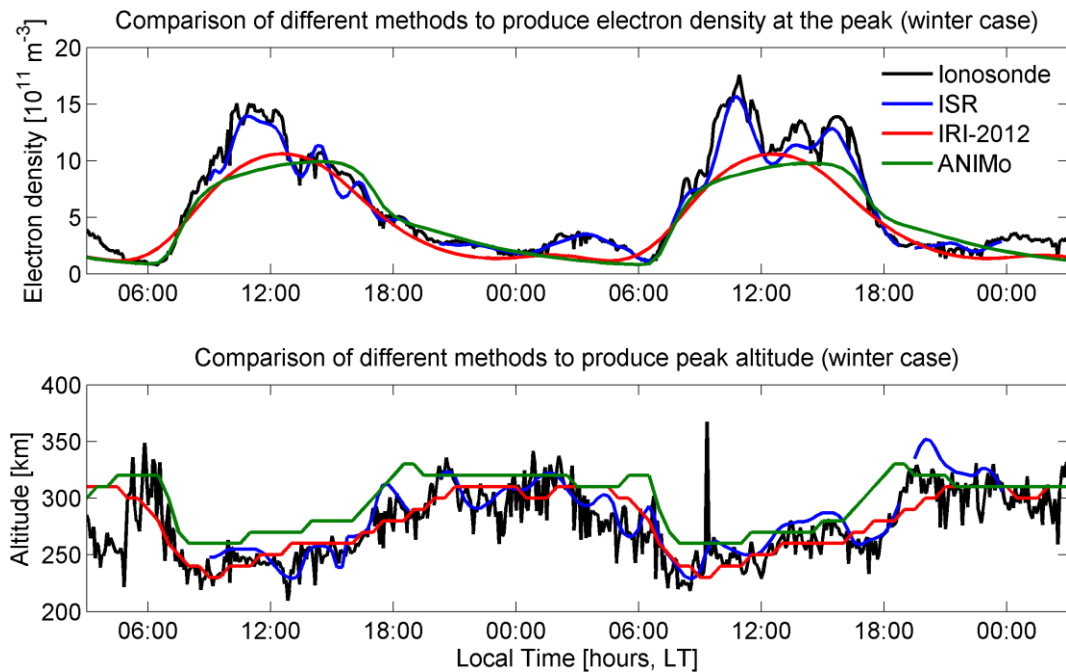 Comparison of different methods to produce electron density at the peak (winter case)
Electron density [10^11 m^-3]
20
15
10
5
0
Ionosonde
ISR
IRI-2012
ANIMo
06:00 12:00 18:00 00:00 06:00 12:00 18:00 00:00
Comparison of different methods to produce peak altitude (winter case)
Altitude [km]
400
350
300
250
200
06:00 12:00 18:00 00:00 06:00 12:00 18:00 00:00
Local Time [hours, LT]